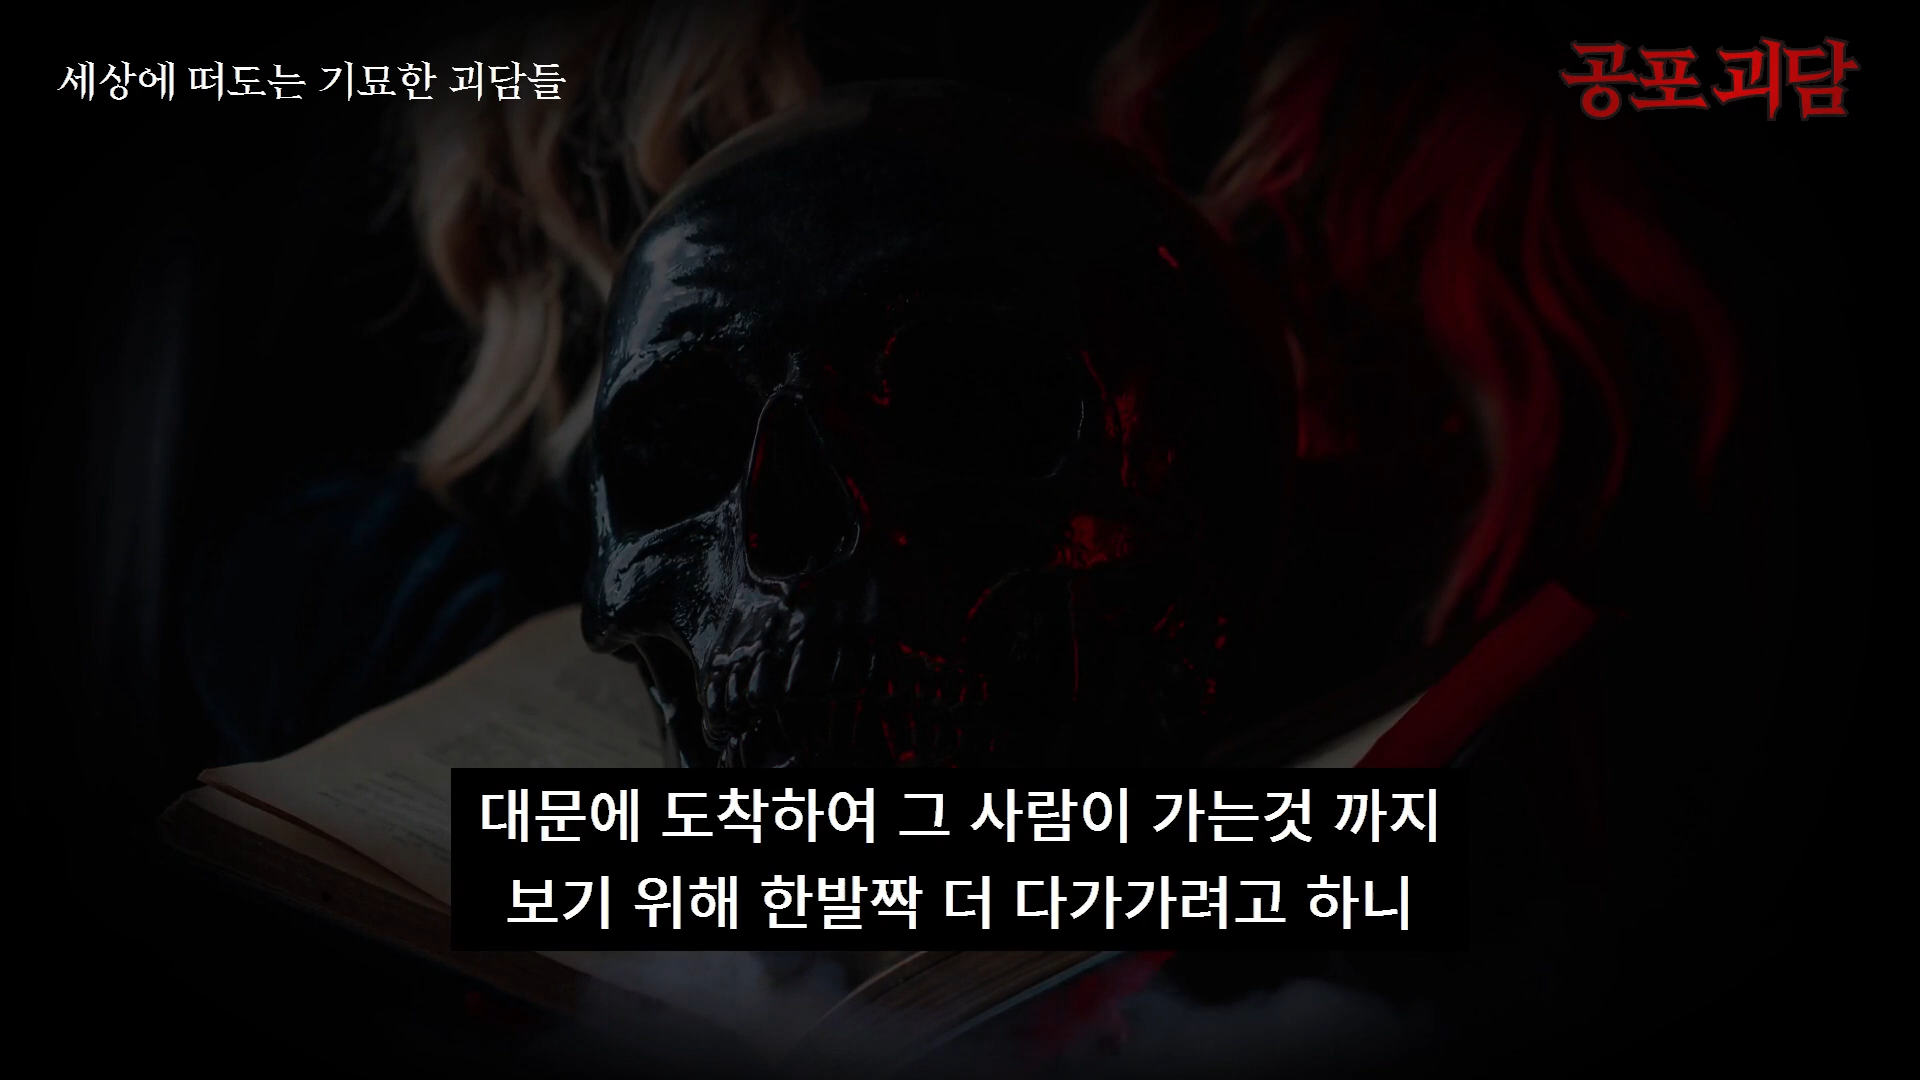 세상에 떠도는 기묘한 괴담들
공포 괴담
대문에 도착하여 그 사람이 가는것 까지
보기 위해 한발짝 더 다가가려고 하니